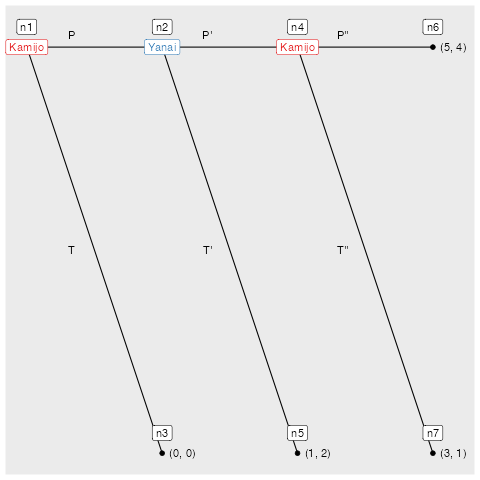 n1 n2 n4 n6
P P' P"
Kamijo Yanai Kamijo (5, 4)
T T' T"
n3 n5 n7
(0, 0) (1, 2) (3, 1)